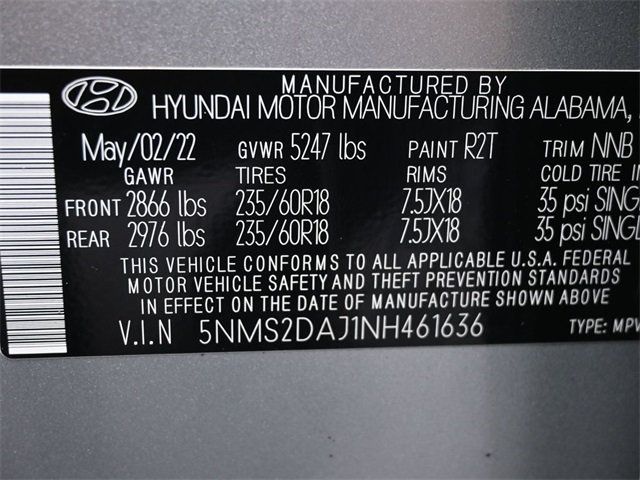 MANUFACTURED BY
HYUNDAI MOTOR MANUFACTURING ALABAMA,
May/02/22 GVWR 5247 lbs PAINT R2T TRIM NNB
GAWR TIRES RIMS COLD TIRE IN
FRONT 2866 lbs 235/60R18 7.5JX18 35 psi SINGL
REAR 2976 lbs 235/60R18 7.5JX18 35 psi SINGL
THIS VEHICLE CONFORMS TO ALL APPLICABLE U.S.A. FEDERAL
MOTOR VEHICLE SAFETY AND THEFT PREVENTION STANDARDS
IN EFFECT ON THE DATE OF MANUFACTURE SHOWN ABOVE
V.I.N 5NMS2DAJ1NH461636 TYPE: MPV